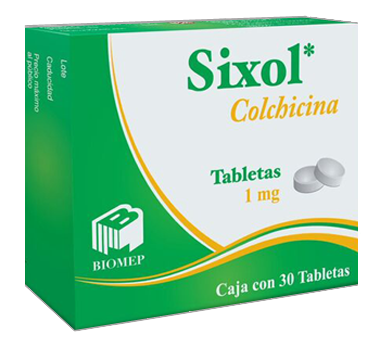 Lote
Caducidad
Precio máximo
al público
Sixol*
Colchicina
Tabletas
1 mg
BIOMEP
Caja con 30 Tabletas